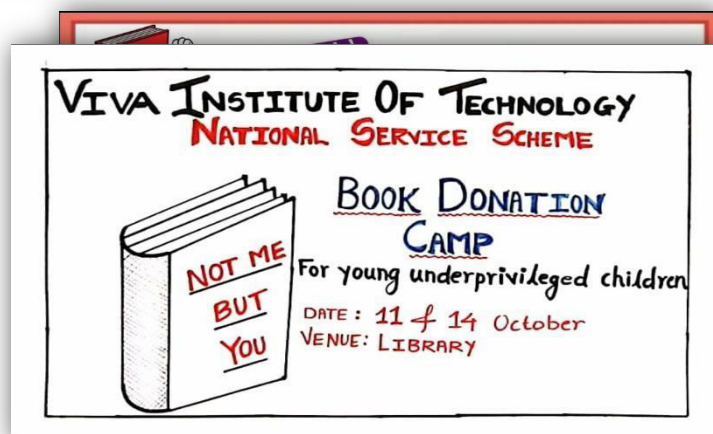 VIVA INSTITUTE OF TECHNOLOGY
NATIONAL SERVICE SCHEME
BOOK DONATION
CAMP
For young underprivileged children
DATE: 11 & 14 October
VENUE: LIBRARY
NOT ME
BUT
YOU